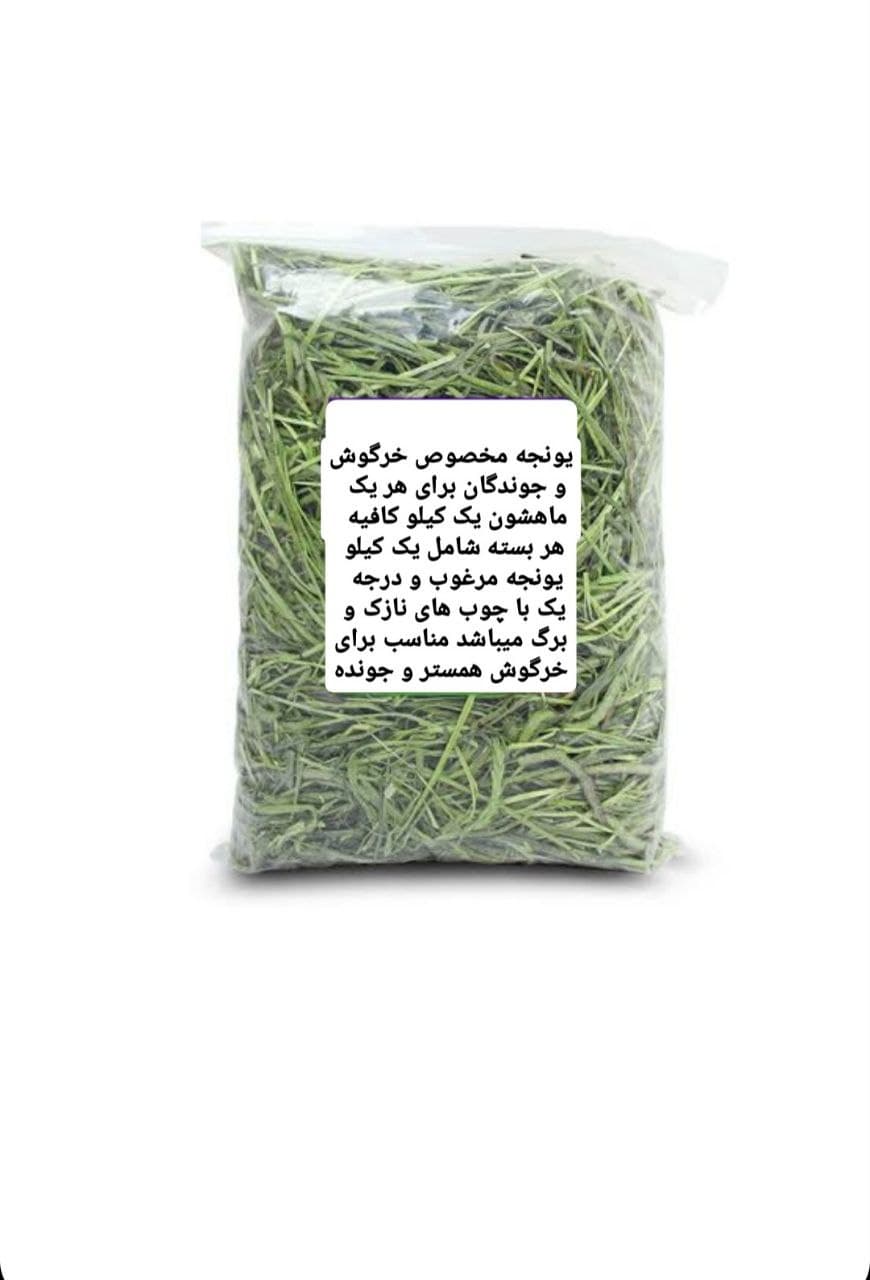 یونجه مخصوص خرگوش
و جوندگان برای هر یک
ماهشون یک کیلو کافیه
هر بسته شامل یک کیلو
یونجه مرغوب و درجه
یک با چوب های نازک و
برگ میباشد مناسب برای
خرگوش همستر و جونده